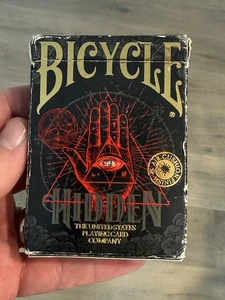 BICYCLE
®
HIDDEN
THE UNITED STATES
PLAYING CARD
COMPANY